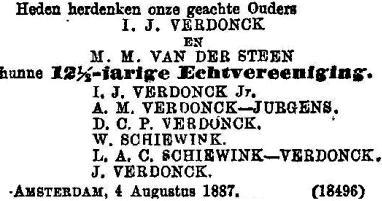 Heden herdenken onze geachte Ouders
I. J. VERDONCK
EN
M. M. VAN DER STEEN
hunne 12½-jarige Echtvereeniging.
I. J. VERDONCK Jr.
A. M. VERDONCK—JURGENS.
D. C. P. VERDONCK.
W. SCHIEWINK.
L. A. C. SCHIEWINK—VERDONCK.
J. VERDONCK.
AMSTERDAM, 4 Augustus 1887. (18496)